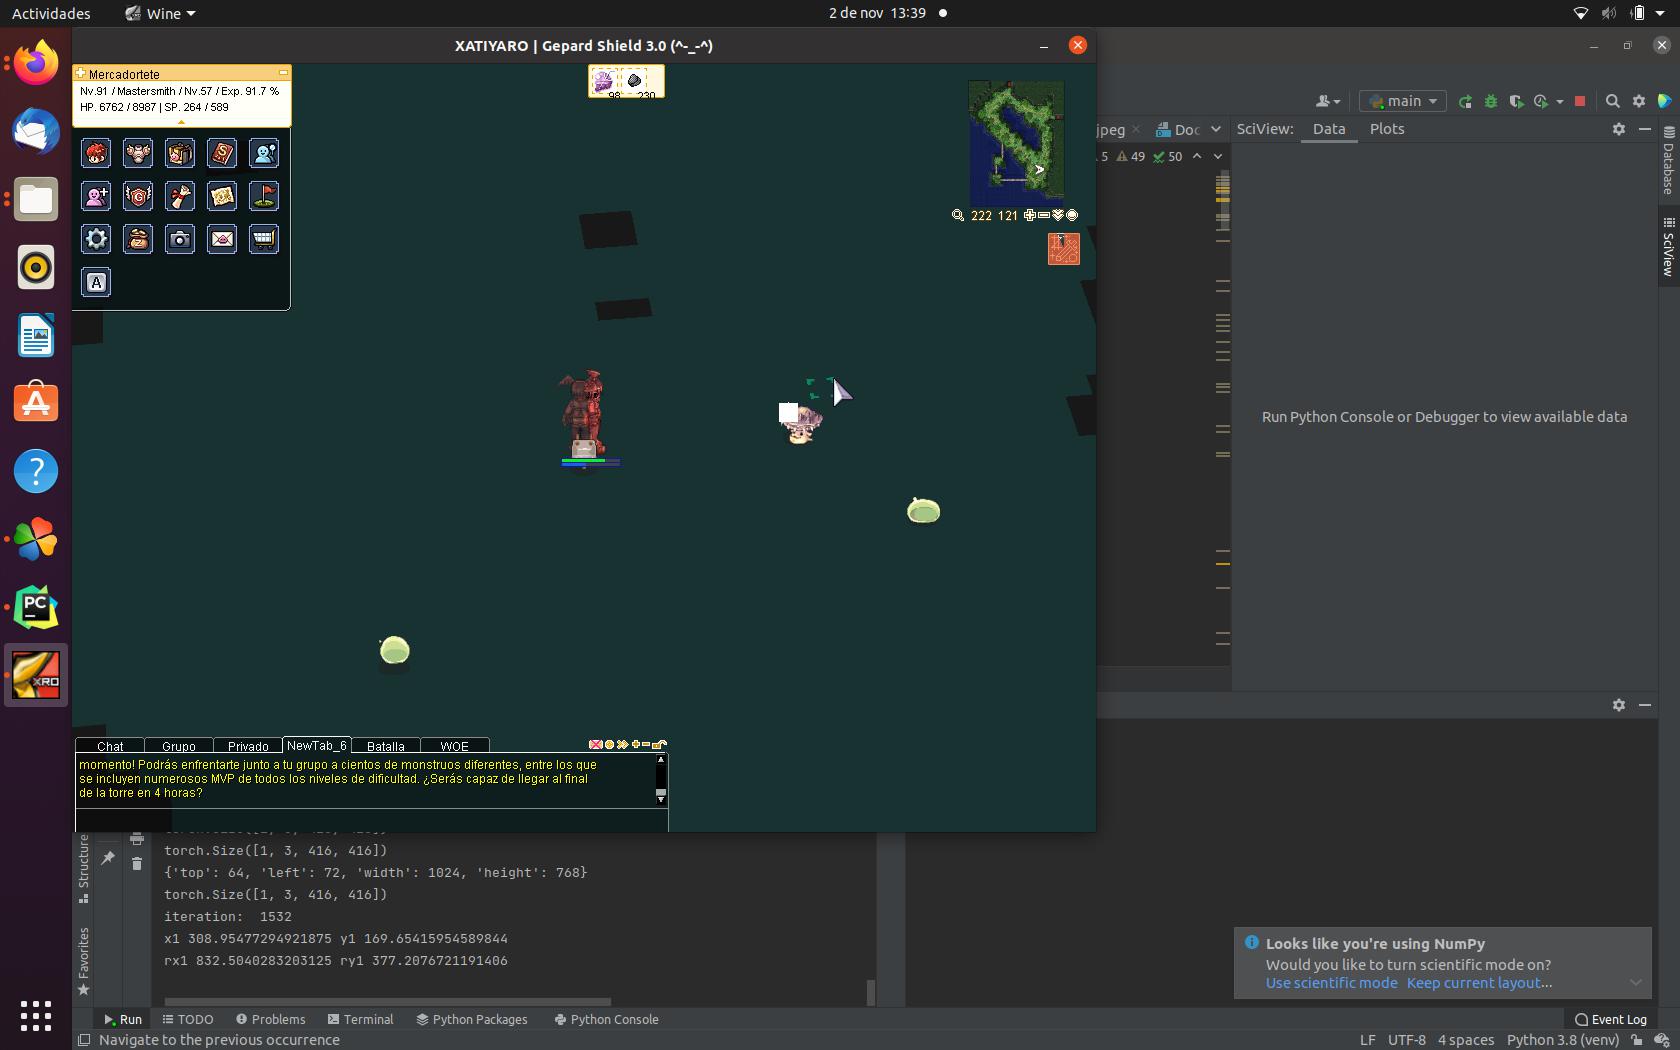 Actividades
Wine
2 de nov 13:39
XATIYARO | Gepard Shield 3.0 (^-_-^)
Mercadortete
Nv.91 / Mastersmith / Nv.57 / Exp. 91.7 %
HP. 6762 / 8987 | SP. 264 / 589
98 230
222 121
A
main
jpeg
Doc
SciView:
Data
Plots
5 49 50
Database
SciView
Run Python Console or Debugger to view available data
PC
XRO
Chat
Grupo
Privado
NewTab_6
Batalla
WOE
momento! Podrás enfrentarte junto a tu grupo a cientos de monstruos diferentes, entre los que
se incluyen numerosos MVP de todos los niveles de dificultad. ¿Serás capaz de llegar al final
de la torre en 4 horas?
torch.Size([1, 3, 416, 416])
{'top': 64, 'left': 72, 'width': 1024, 'height': 768}
torch.Size([1, 3, 416, 416])
iteration:  1532
x1 308.95477294921875 y1 169.65415954589844
rx1 832.5040283203125 ry1 377.2076721191406
Structure
Favorites
Looks like you're using NumPy
Would you like to turn scientific mode on?
Use scientific mode Keep current layout...
Run
TODO
Problems
Terminal
Python Packages
Python Console
Event Log
Navigate to the previous occurrence
LF UTF-8 4 spaces Python 3.8 (venv)